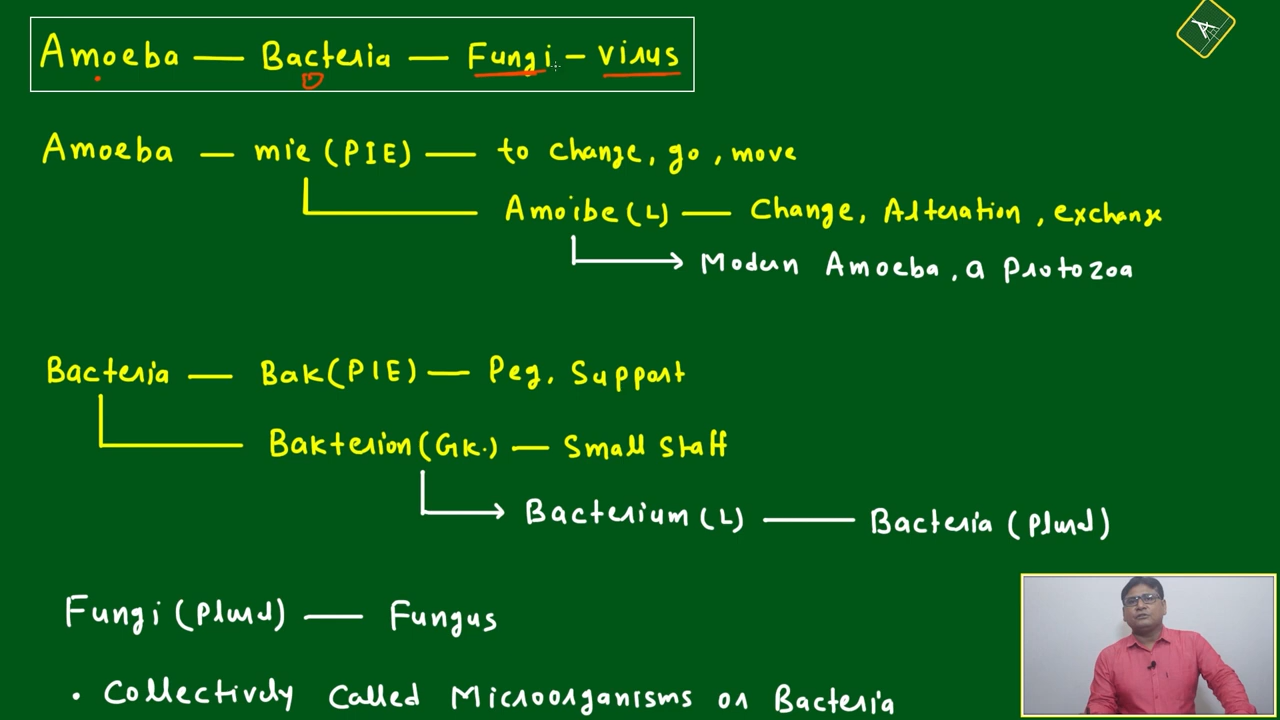 Amoeba — Bacteria — Fungi – Virus
Amoeba — mie (PIE) — to change, go, move
Amoibe (L) — Change, Alteration, exchange
Modern Amoeba, a Protozoa
Bacteria — Bak (PIE) — Peg, Support
Bakterion (Gk.) — Small Staff
Bacterium (L) — Bacteria (Plural)
Fungi (Plural) — Fungus
• Collectively Called Microorganisms or Bacteria